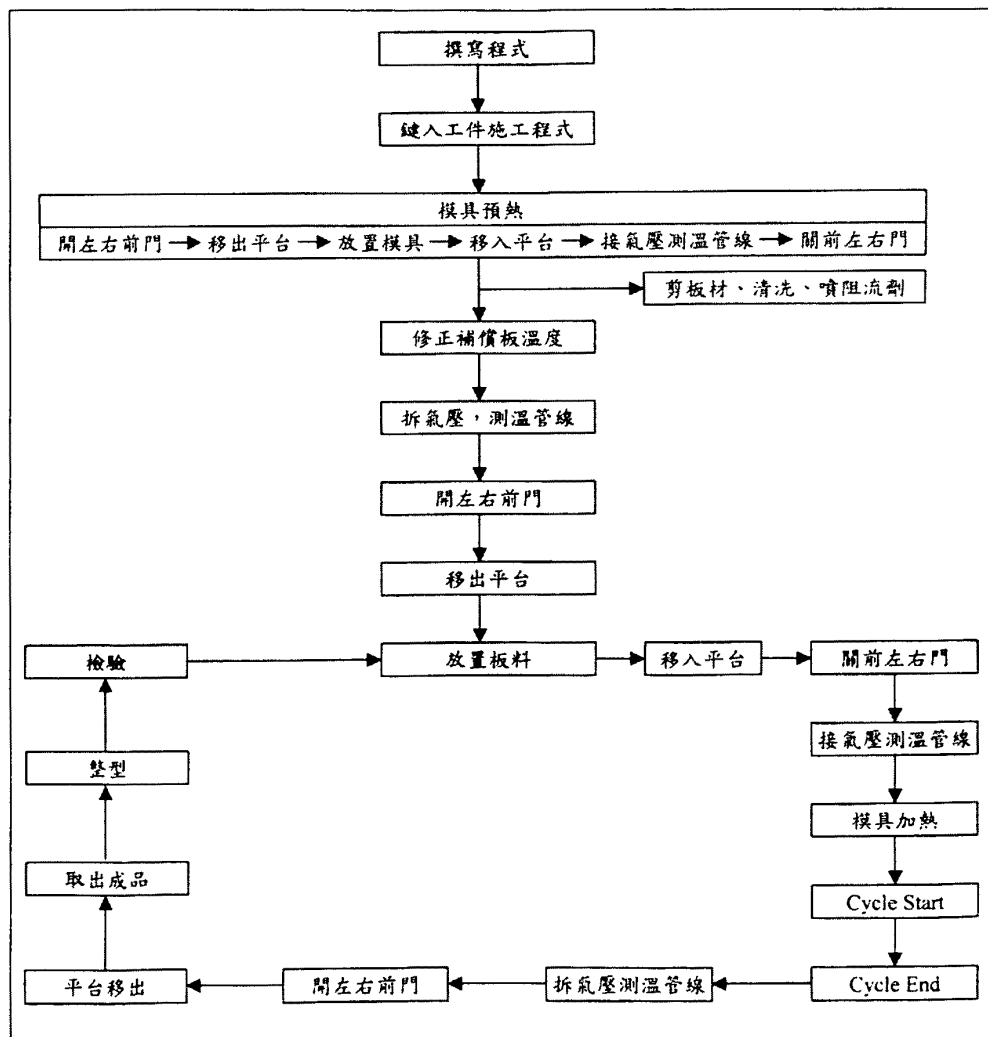 撰寫程式
鍵入工件施工程式
模具預熱
開左右前門 → 移出平台 → 放置模具 → 移入平台 → 接氣壓測溫管線 → 關前左右門
剪板材、清洗、噴阻流劑
修正補償板溫度
拆氣壓，測溫管線
開左右前門
移出平台
檢驗
放置板料
移入平台
關前左右門
整型
接氣壓測溫管線
模具加熱
取出成品
Cycle Start
平台移出
開左右前門
拆氣壓測溫管線
Cycle End